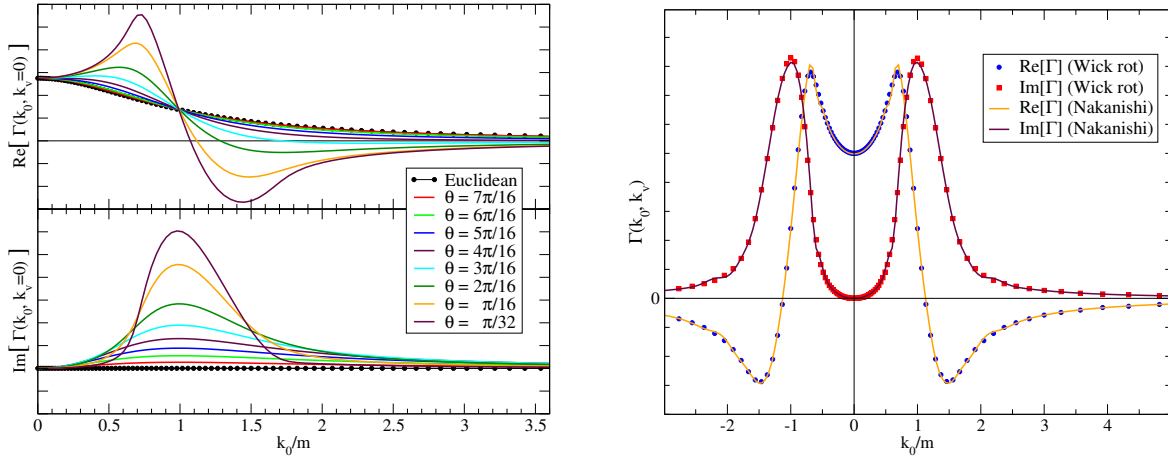 Re[ Γ(k₀, kᵥ=0) ]
Im[ Γ(k₀, kᵥ=0) ]
Euclidean
θ = 7π/16
θ = 6π/16
θ = 5π/16
θ = 4π/16
θ = 3π/16
θ = 2π/16
θ = π/16
θ = π/32
0 0.5 1 1.5 2 2.5 3 3.5
k₀/m
Γ(k₀, kᵥ)
0
Re[Γ] (Wick rot)
Im[Γ] (Wick rot)
Re[Γ] (Nakanishi)
Im[Γ] (Nakanishi)
-2 -1 0 1 2 3 4 5
k₀/m